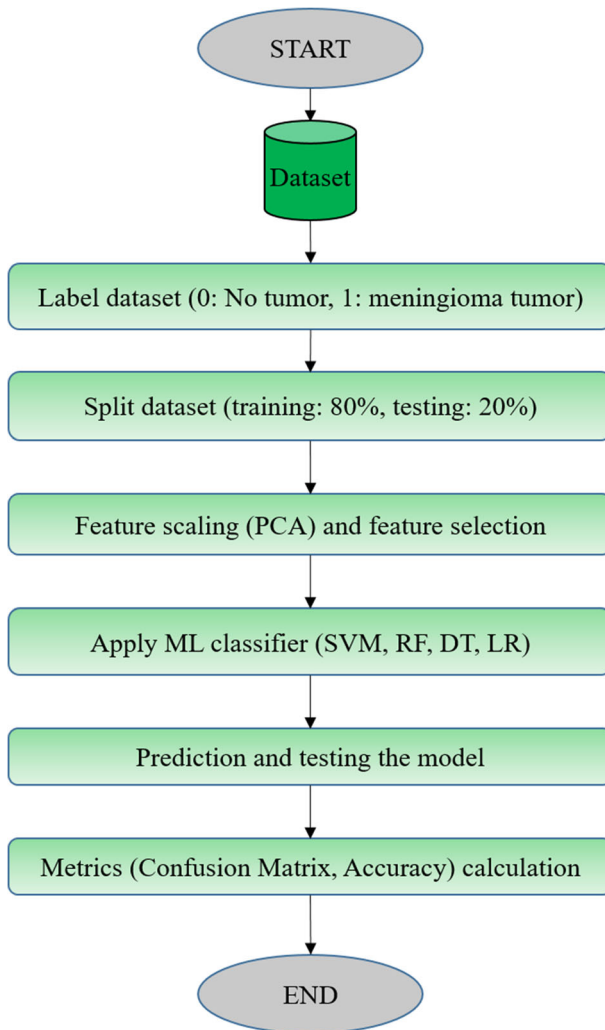 START
Dataset
Label dataset (0: No tumor, 1: meningioma tumor)
Split dataset (training: 80%, testing: 20%)
Feature scaling (PCA) and feature selection
Apply ML classifier (SVM, RF, DT, LR)
Prediction and testing the model
Metrics (Confusion Matrix, Accuracy) calculation
END